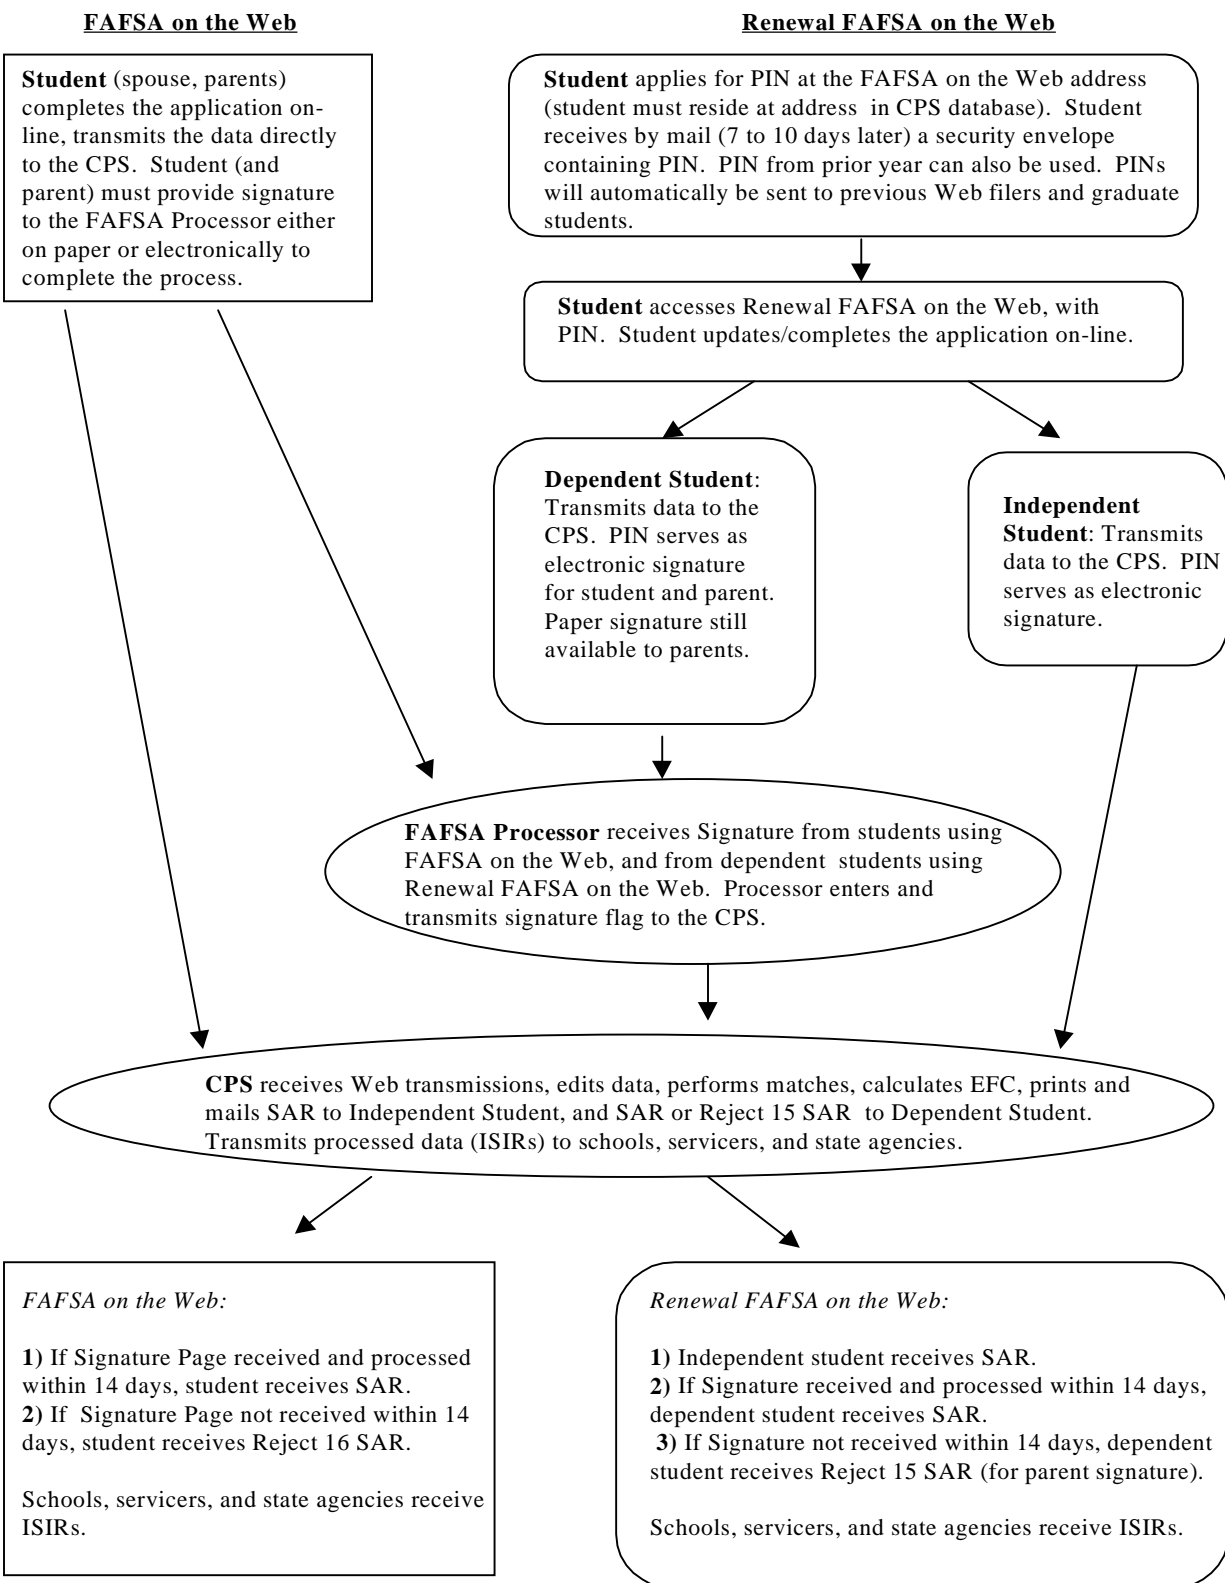 FAFSA on the Web
Renewal FAFSA on the Web
Student (spouse, parents)
completes the application on-
line, transmits the data directly
to the CPS. Student (and
parent) must provide signature
to the FAFSA Processor either
on paper or electronically to
complete the process.
Student applies for PIN at the FAFSA on the Web address
(student must reside at address in CPS database). Student
receives by mail (7 to 10 days later) a security envelope
containing PIN. PIN from prior year can also be used. PINs
will automatically be sent to previous Web filers and graduate
students.
Student accesses Renewal FAFSA on the Web, with
PIN. Student updates/completes the application on-line.
Dependent Student:
Transmits data to the
CPS. PIN serves as
electronic signature
for student and parent.
Paper signature still
available to parents.
Independent
Student: Transmits
data to the CPS. PIN
serves as electronic
signature.
FAFSA Processor receives Signature from students using
FAFSA on the Web, and from dependent students using
Renewal FAFSA on the Web. Processor enters and
transmits signature flag to the CPS.
CPS receives Web transmissions, edits data, performs matches, calculates EFC, prints and
mails SAR to Independent Student, and SAR or Reject 15 SAR to Dependent Student.
Transmits processed data (ISIRs) to schools, servicers, and state agencies.
FAFSA on the Web:
1) If Signature Page received and processed
within 14 days, student receives SAR.
2) If Signature Page not received within 14
days, student receives Reject 16 SAR.
Schools, servicers, and state agencies receive
ISIRs.
Renewal FAFSA on the Web:
1) Independent student receives SAR.
2) If Signature received and processed within 14 days,
dependent student receives SAR.
3) If Signature not received within 14 days, dependent
student receives Reject 15 SAR (for parent signature).
Schools, servicers, and state agencies receive ISIRs.